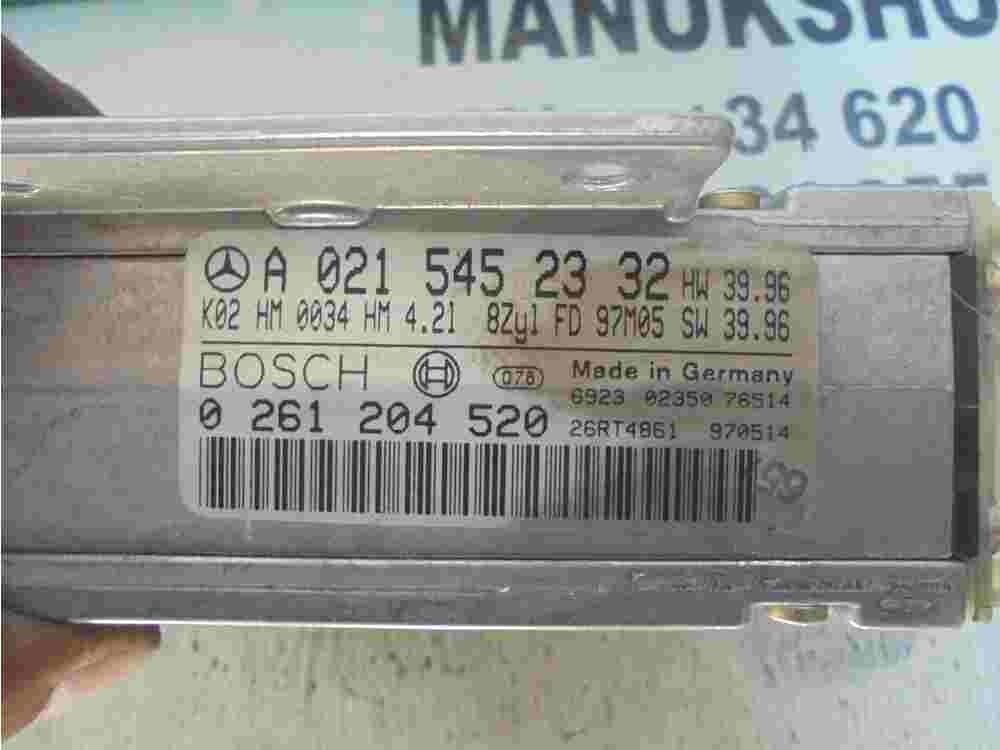 MANUKSHO
134 620
A 021 545 23 32 HW 39.96
K02 HM 0034 HM 4.21 8Zyl FD 97M05 SW 39.96
BOSCH 078 Made in Germany
6923 02350 76514
0 261 204 520 26RT4861 970514